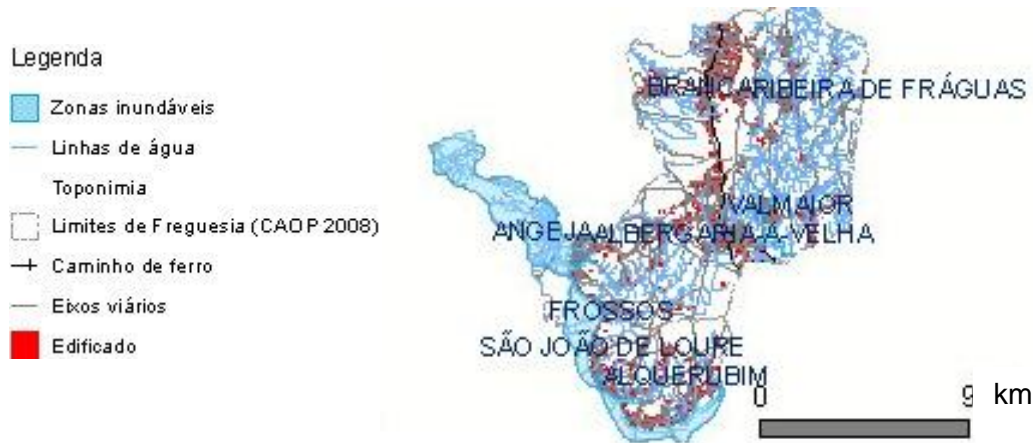 Legenda
Zonas inundáveis
Linhas de água
Toponimia
Limites de Freguesia (CAOP 2008)
Caminho de ferro
Eixos viários
Edificado
BRANCA RIBEIRA DE FRÁGUAS
VALMAIOR
ANGEJA ALBERGARIA-A-VELHA
FROSSOS
SÃO JOÃO DE LOURE
ALQUERUBIM
0 9 km